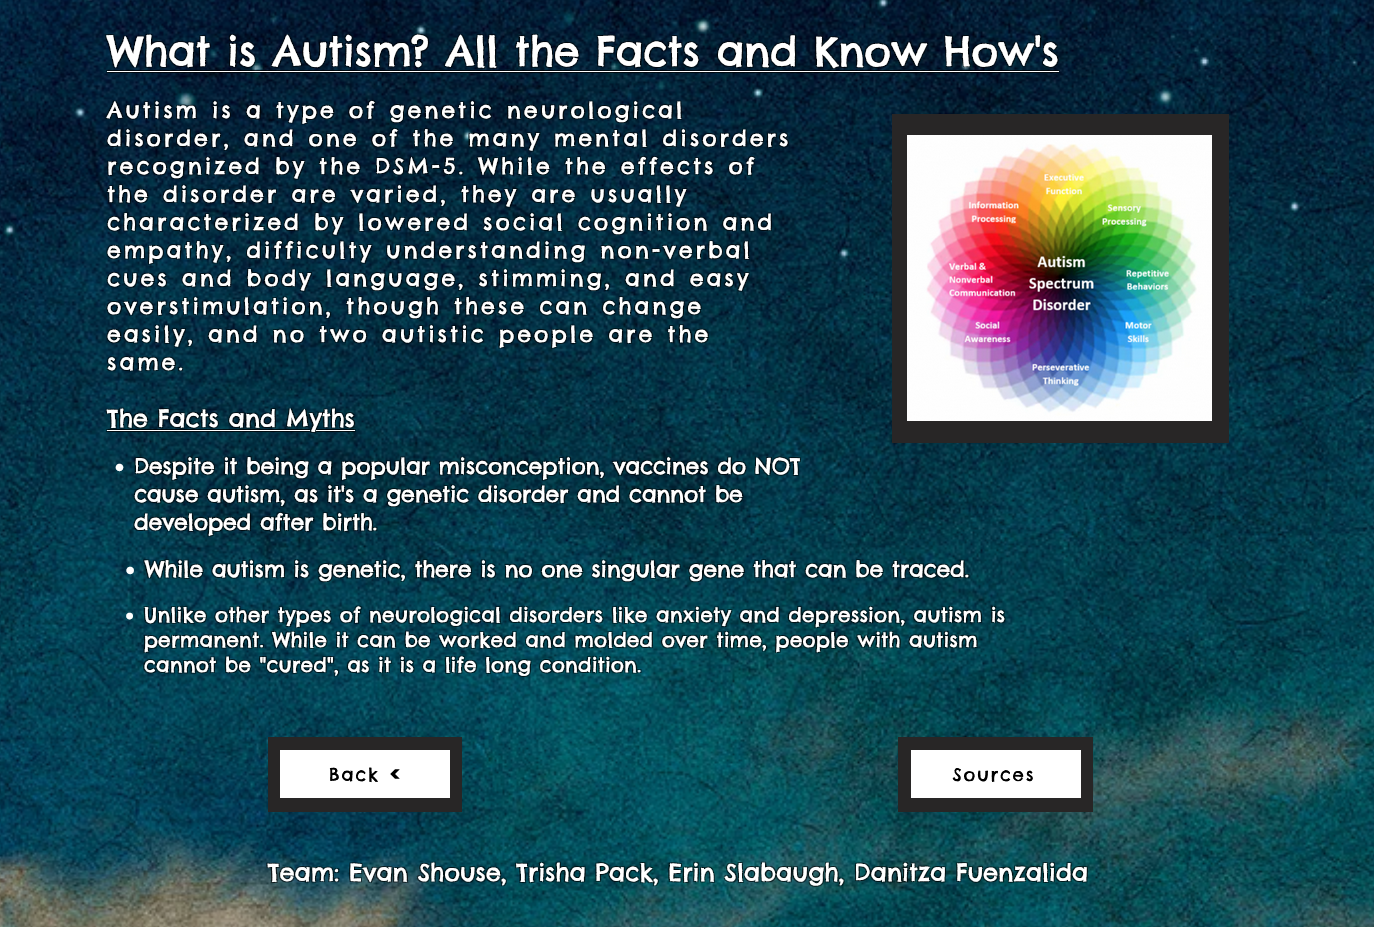 What is Autism? All the Facts and Know How's
Autism is a type of genetic neurological
disorder, and one of the many mental disorders
recognized by the DSM-5. While the effects of
the disorder are varied, they are usually
characterized by lowered social cognition and
empathy, difficulty understanding non-verbal
cues and body language, stimming, and easy
overstimulation, though these can change
easily, and no two autistic people are the
same.
Executive
Function
Information
Processing
Sensory
Processing
Autism
Spectrum
Disorder
Verbal &
Nonverbal
Communication
Repetitive
Behaviors
Social
Awareness
Motor
Skills
Perseverative
Thinking
The Facts and Myths
• Despite it being a popular misconception, vaccines do NOT
cause autism, as it's a genetic disorder and cannot be
developed after birth.
• While autism is genetic, there is no one singular gene that can be traced.
• Unlike other types of neurological disorders like anxiety and depression, autism is
permanent. While it can be worked and molded over time, people with autism
cannot be "cured", as it is a life long condition.
Back <
Sources
Team: Evan Shouse, Trisha Pack, Erin Slabaugh, Danitza Fuenzalida